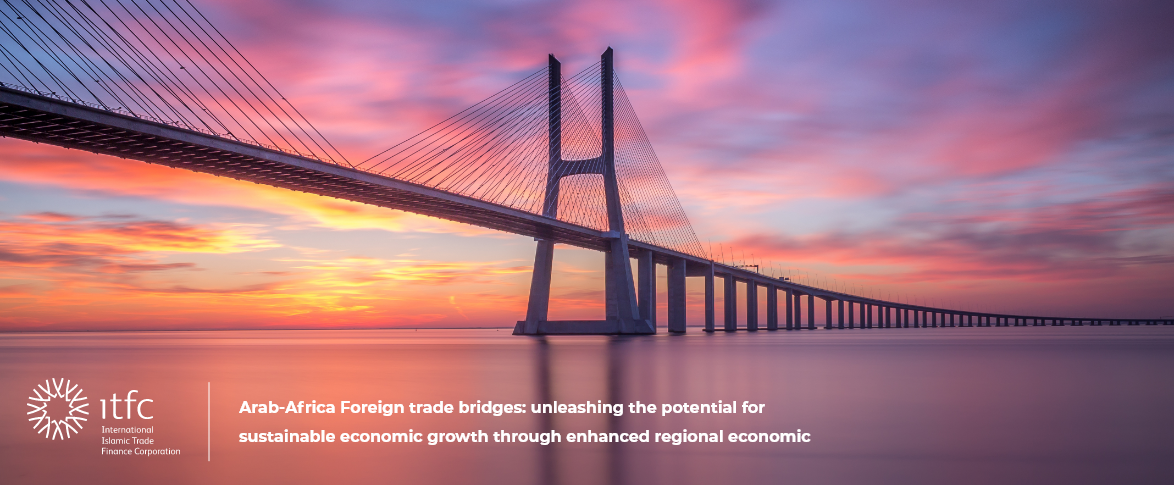 itfc
International
Islamic Trade
Finance Corporation
Arab-Africa Foreign trade bridges: unleashing the potential for
sustainable economic growth through enhanced regional economic